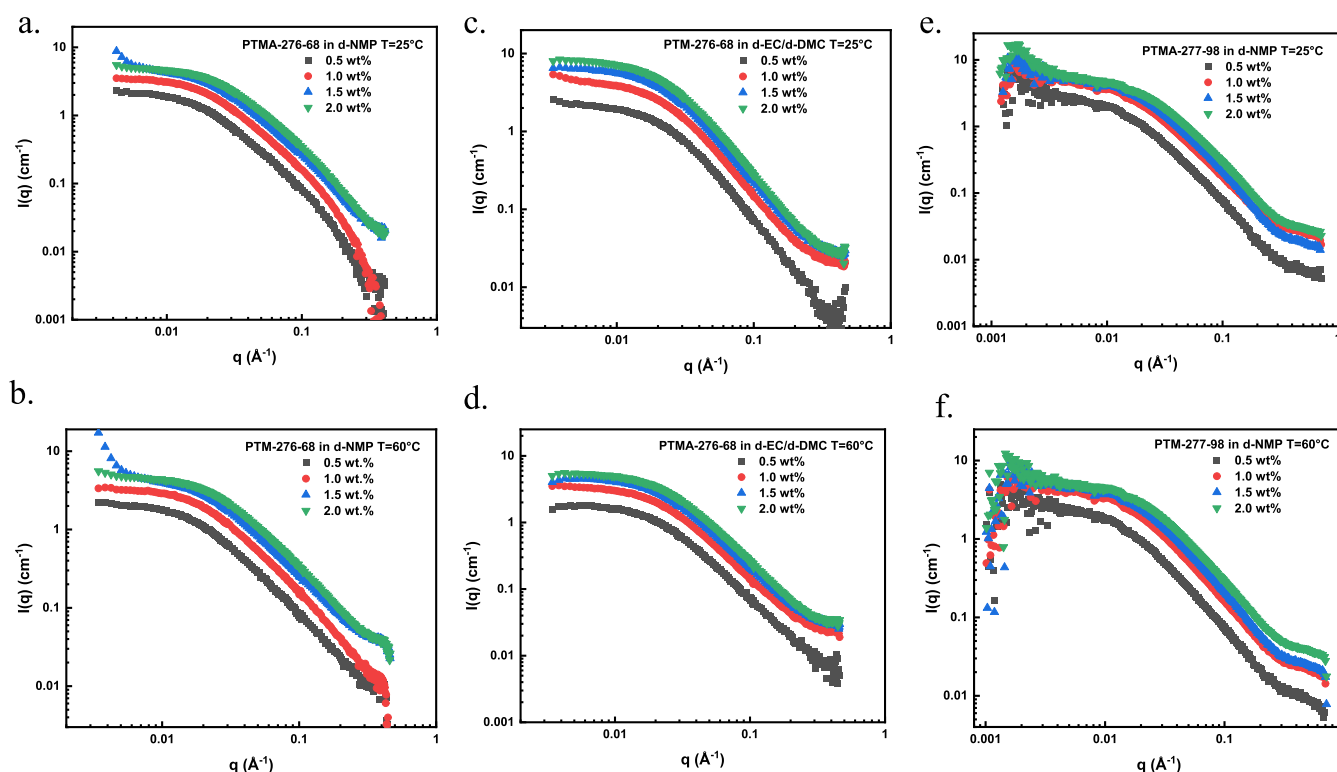 a.
PTMA-276-68 in d-NMP T=25°C
0.5 wt%
1.0 wt%
1.5 wt%
2.0 wt%
10
1
0.1
0.01
0.001
I(q) (cm⁻¹)
0.01
0.1
1
q (Å⁻¹)
c.
PTM-276-68 in d-EC/d-DMC T=25°C
0.5 wt%
1.0 wt%
1.5 wt%
2.0 wt%
10
1
0.1
0.01
I(q) (cm⁻¹)
0.01
0.1
1
q (Å⁻¹)
e.
PTMA-277-98 in d-NMP T=25°C
0.5 wt%
1.0 wt%
1.5 wt%
2.0 wt%
10
1
0.1
0.01
0.001
I(q) (cm⁻¹)
0.001
0.01
0.1
1
q (Å⁻¹)
b.
PTM-276-68 in d-NMP T=60°C
0.5 wt.%
1.0 wt.%
1.5 wt.%
2.0 wt.%
10
1
0.1
0.01
I(q) (cm⁻¹)
0.01
0.1
1
q (Å⁻¹)
d.
PTMA-276-68 in d-EC/d-DMC T=60°C
0.5 wt%
1.0 wt%
1.5 wt%
2.0 wt%
100
10
1
0.1
0.01
0.001
I(q) (cm⁻¹)
0.01
0.1
1
q (Å⁻¹)
f.
PTM-277-98 in d-NMP T=60°C
0.5 wt%
1.0 wt%
1.5 wt%
2.0 wt%
10
1
0.1
0.01
I(q) (cm⁻¹)
0.001
0.01
0.1
1
q (Å⁻¹)